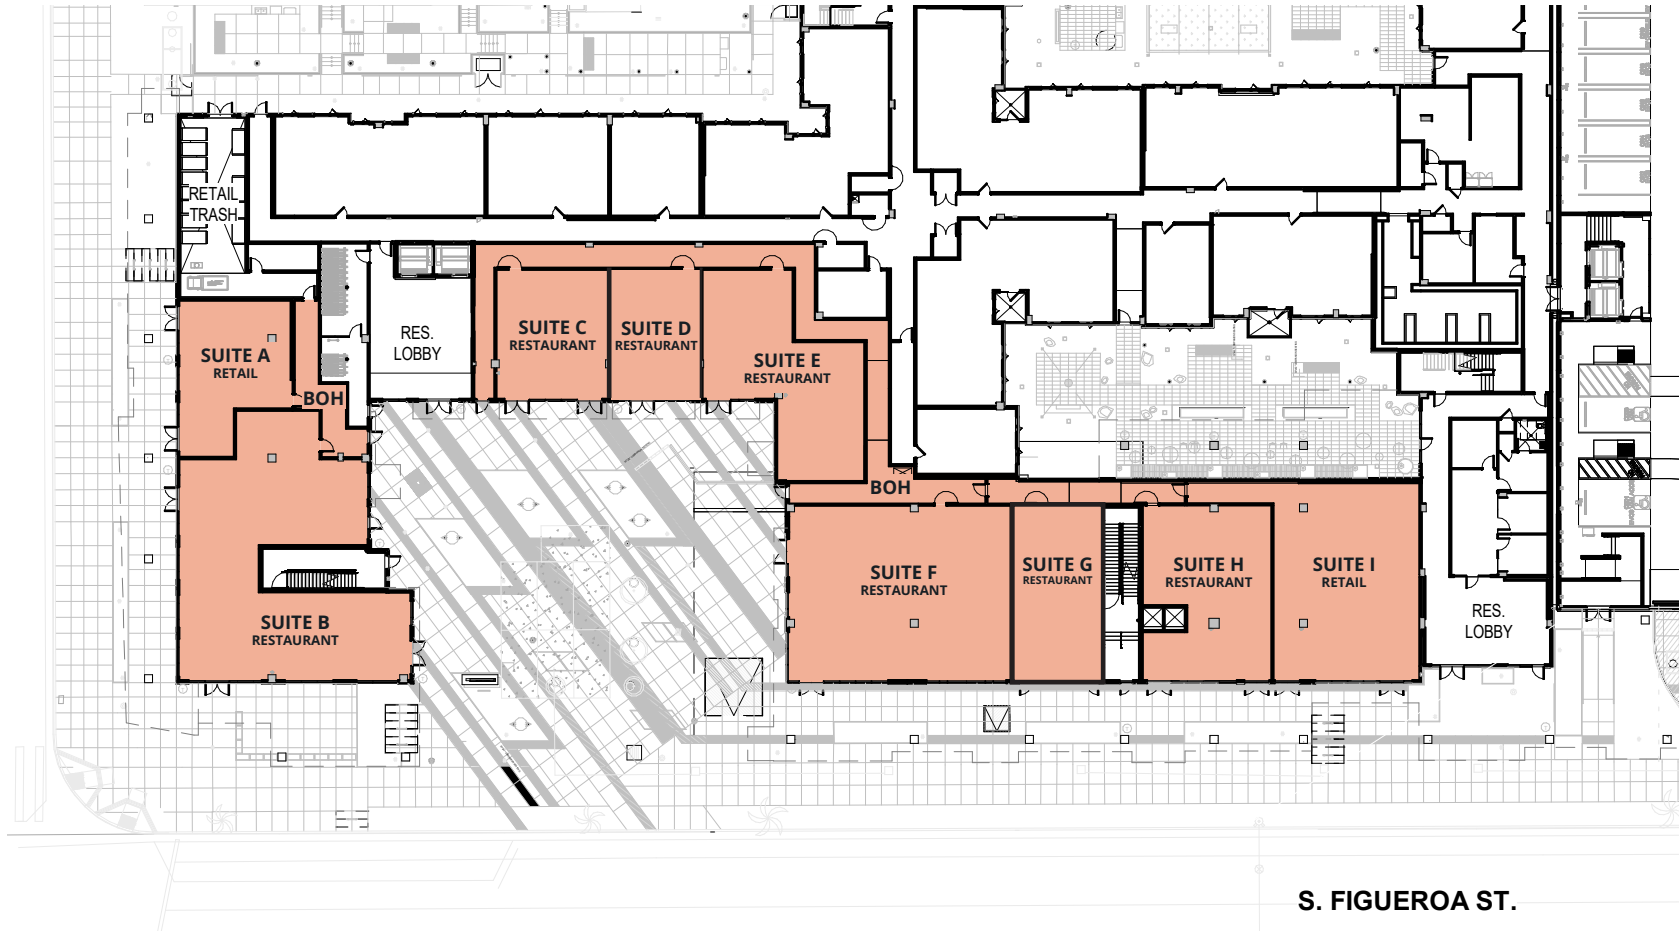 RETAIL
TRASH
SUITE A
RETAIL
BOH
RES.
LOBBY
SUITE C
RESTAURANT
SUITE D
RESTAURANT
SUITE E
RESTAURANT
BOH
SUITE B
RESTAURANT
SUITE F
RESTAURANT
SUITE G
RESTAURANT
SUITE H
RESTAURANT
SUITE I
RETAIL
RES.
LOBBY
S. FIGUEROA ST.